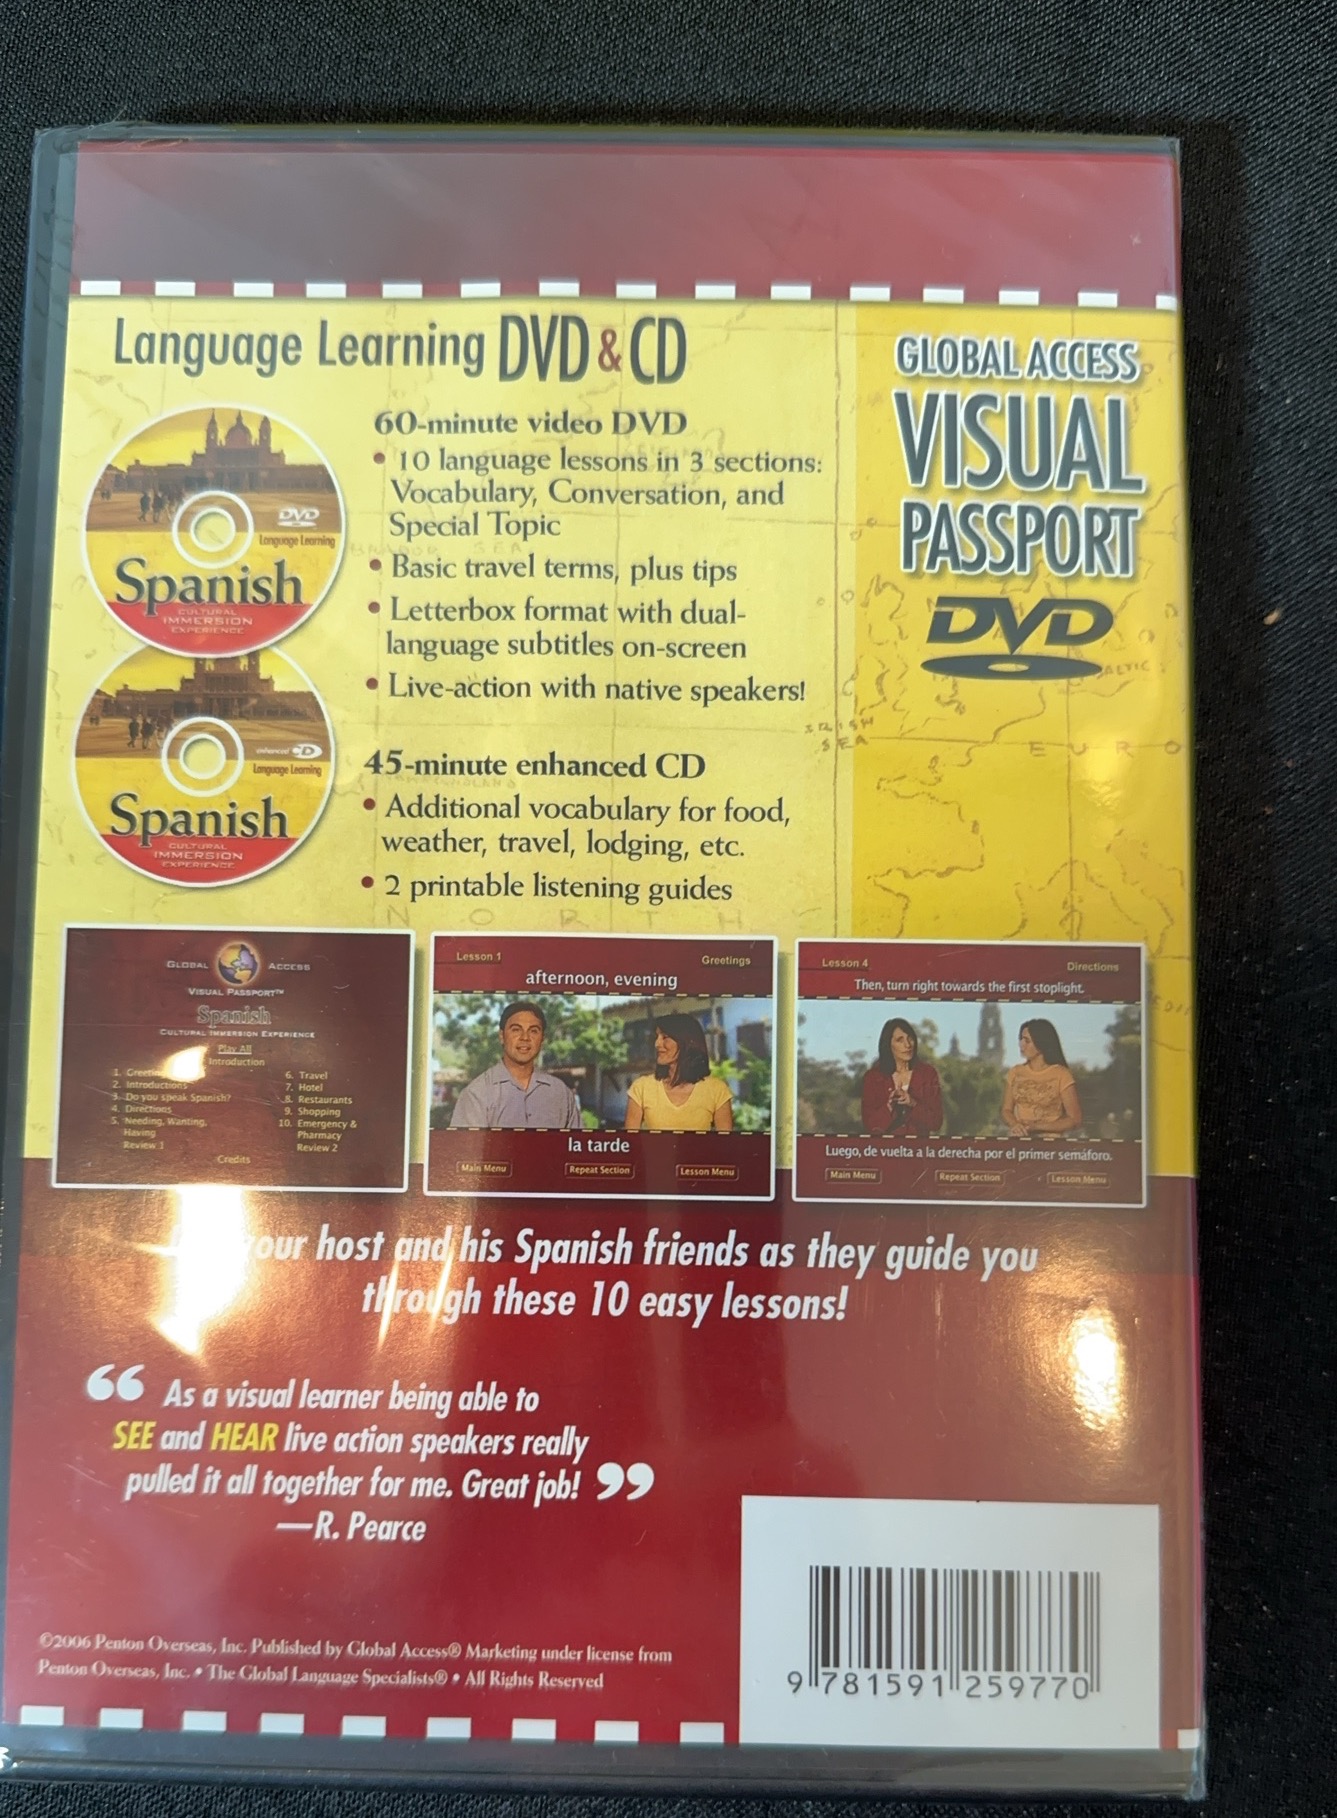 Language Learning DVD & CD
60-minute video DVD
• 10 language lessons in 3 sections:
Vocabulary, Conversation, and
Special Topic
• Basic travel terms, plus tips
• Letterbox format with dual-
language subtitles on-screen
• Live-action with native speakers!
45-minute enhanced CD
• Additional vocabulary for food,
weather, travel, lodging, etc.
• 2 printable listening guides
GLOBAL ACCESS
VISUAL
PASSPORT
DVD
DVD
Language Learning
Spanish
CULTURAL
IMMERSION
EXPERIENCE
enhanced CD
Language Learning
Spanish
CULTURAL
IMMERSION
EXPERIENCE
IRISH
SEA
BALTIC
EURO
NORTH
GLOBAL ACCESS
VISUAL PASSPORT™
Spanish
CULTURAL IMMERSION EXPERIENCE
Play All
Introduction
1.
2. Introductions
3. Do you speak Spanish?
4. Directions
5. Needing, Wanting,
Having
Review 1
6. Travel
7. Hotel
8. Restaurants
9. Shopping
10. Emergency &
Pharmacy
Review 2
Credits
Lesson 1 Greetings
afternoon, evening
la tarde
Main Menu Repeat Section Lesson Menu
Lesson 4 Directions
Then, turn right towards the first stoplight.
Luego, de vuelta a la derecha por el primer semáforo.
Main Menu Repeat Section Lesson Menu
your host and his Spanish friends as they guide you
through these 10 easy lessons!
“ As a visual learner being able to
SEE and HEAR live action speakers really
pulled it all together for me. Great job! ”
—R. Pearce
©2006 Penton Overseas, Inc. Published by Global Access® Marketing under license from
Penton Overseas, Inc. • The Global Language Specialists® • All Rights Reserved
9 781591 259770